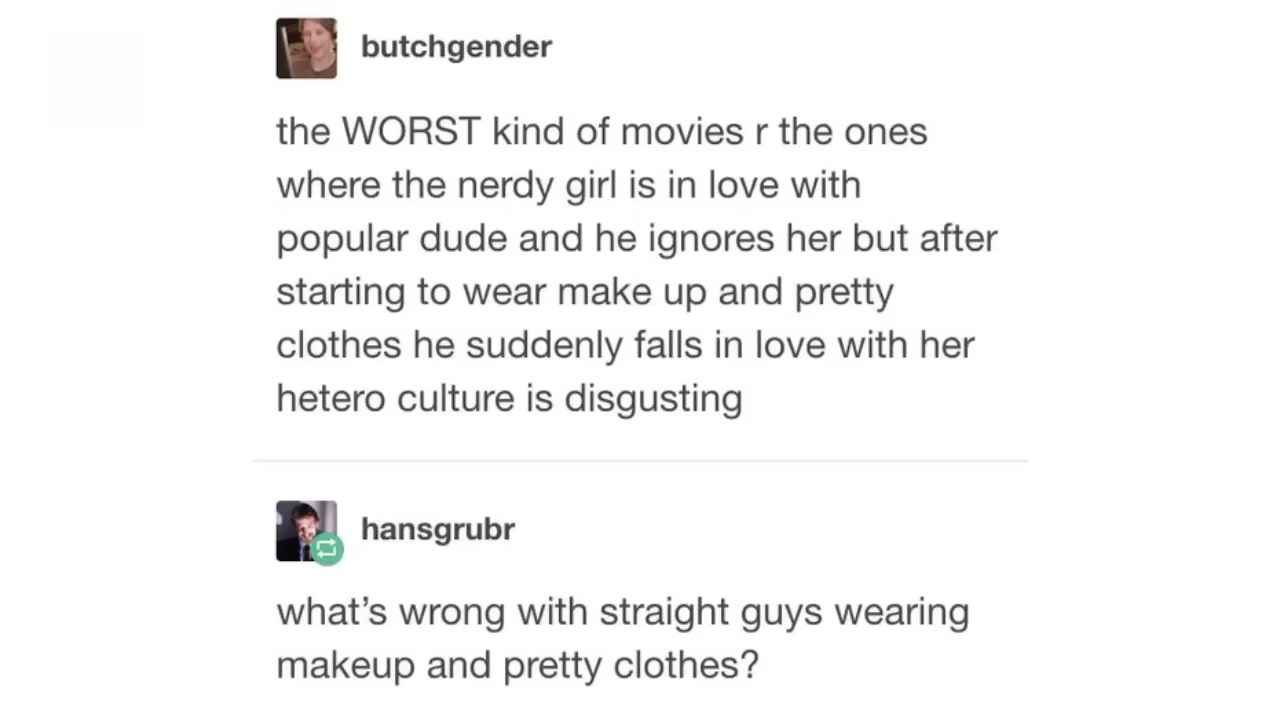 butchgender
the WORST kind of movies r the ones
where the nerdy girl is in love with
popular dude and he ignores her but after
starting to wear make up and pretty
clothes he suddenly falls in love with her
hetero culture is disgusting
hansgrubr
what’s wrong with straight guys wearing
makeup and pretty clothes?